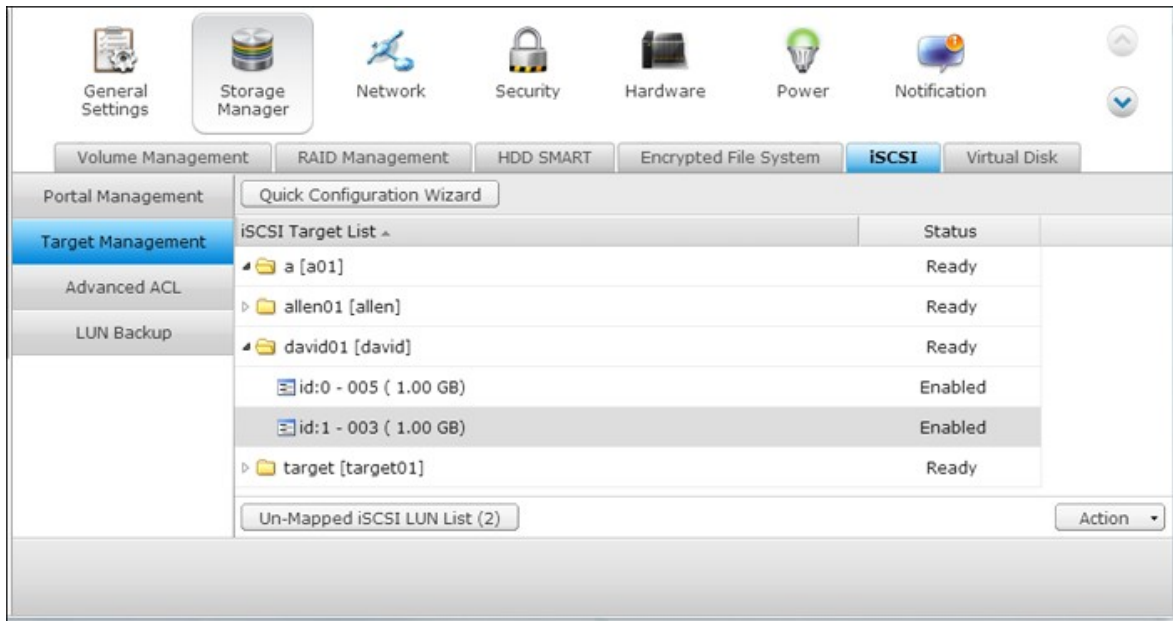 General Settings
Storage Manager
Network
Security
Hardware
Power
Notification
Volume Management
RAID Management
HDD SMART
Encrypted File System
iSCSI
Virtual Disk
Portal Management
Quick Configuration Wizard
Target Management
iSCSI Target List
Status
a [a01]
Ready
Advanced ACL
allen01 [allen]
Ready
LUN Backup
david01 [david]
Ready
id:0 - 005 ( 1.00 GB)
Enabled
id:1 - 003 ( 1.00 GB)
Enabled
target [target01]
Ready
Un-Mapped iSCSI LUN List (2)
Action